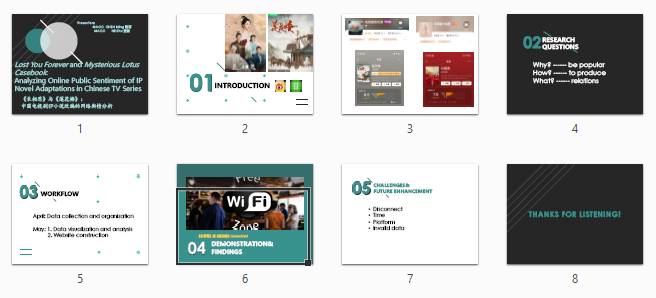 Lost You Forever and Mysterious Lotus
Casebook:
Analyzing Online Public Sentiment of IP
Novel Adaptations in Chinese TV Series
《长相思》与《莲花楼》：
中国电视剧IP小说改编的网络舆情分析
1
01 INTRODUCTION
2
3
02 RESEARCH
QUESTIONS
Why? ------ be popular
How? ------ to produce
What? ------ relations
4
03 WORKFLOW
April: Data collection and organization
May: 1. Data visualization and analysis
2. Website construction
5
Free
Wi Fi
Zone
04 DEMONSTRATIONS&
FINDINGS
6
05 CHALLENGES&
FUTURE ENHANCEMENT
• Disconnect
• Time
• Platform
• Invalid data
7
THANKS FOR LISTENING!
8